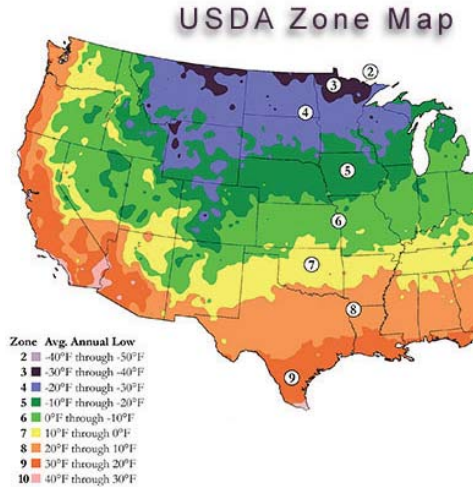 USDA Zone Map
2
3
4
5
6
7
8
9
Zone Avg. Annual Low
2 -40°F through -50°F
3 -30°F through -40°F
4 -20°F through -30°F
5 -10°F through -20°F
6 0°F through -10°F
7 10°F through 0°F
8 20°F through 10°F
9 30°F through 20°F
10 40°F through 30°F